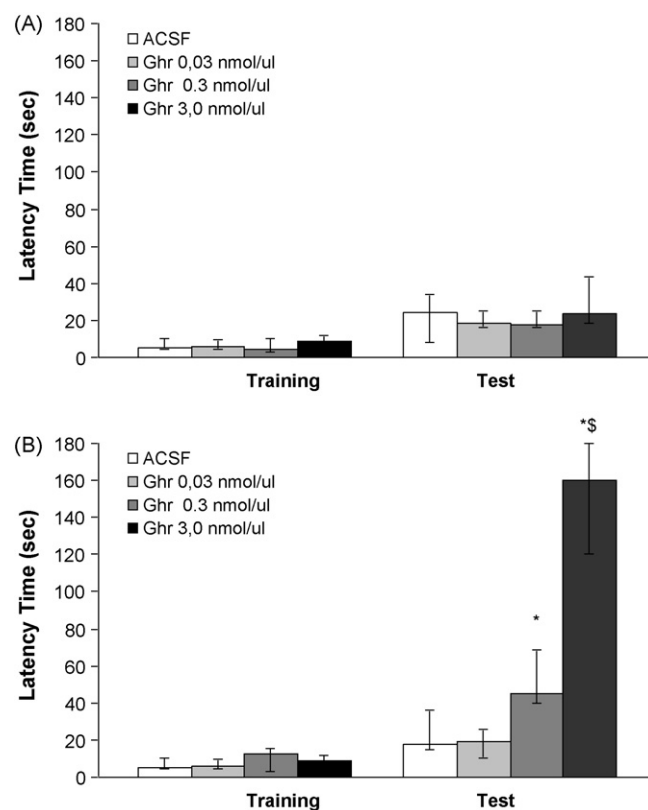 (A)
180
160
140
120
100
80
60
40
20
0
Latency Time (sec)
ACSF
Ghr 0,03 nmol/ul
Ghr 0.3 nmol/ul
Ghr 3,0 nmol/ul
Training Test
(B)
180
160
140
120
100
80
60
40
20
0
Latency Time (sec)
ACSF
Ghr 0,03 nmol/ul
Ghr 0.3 nmol/ul
Ghr 3,0 nmol/ul
*$
*
Training Test